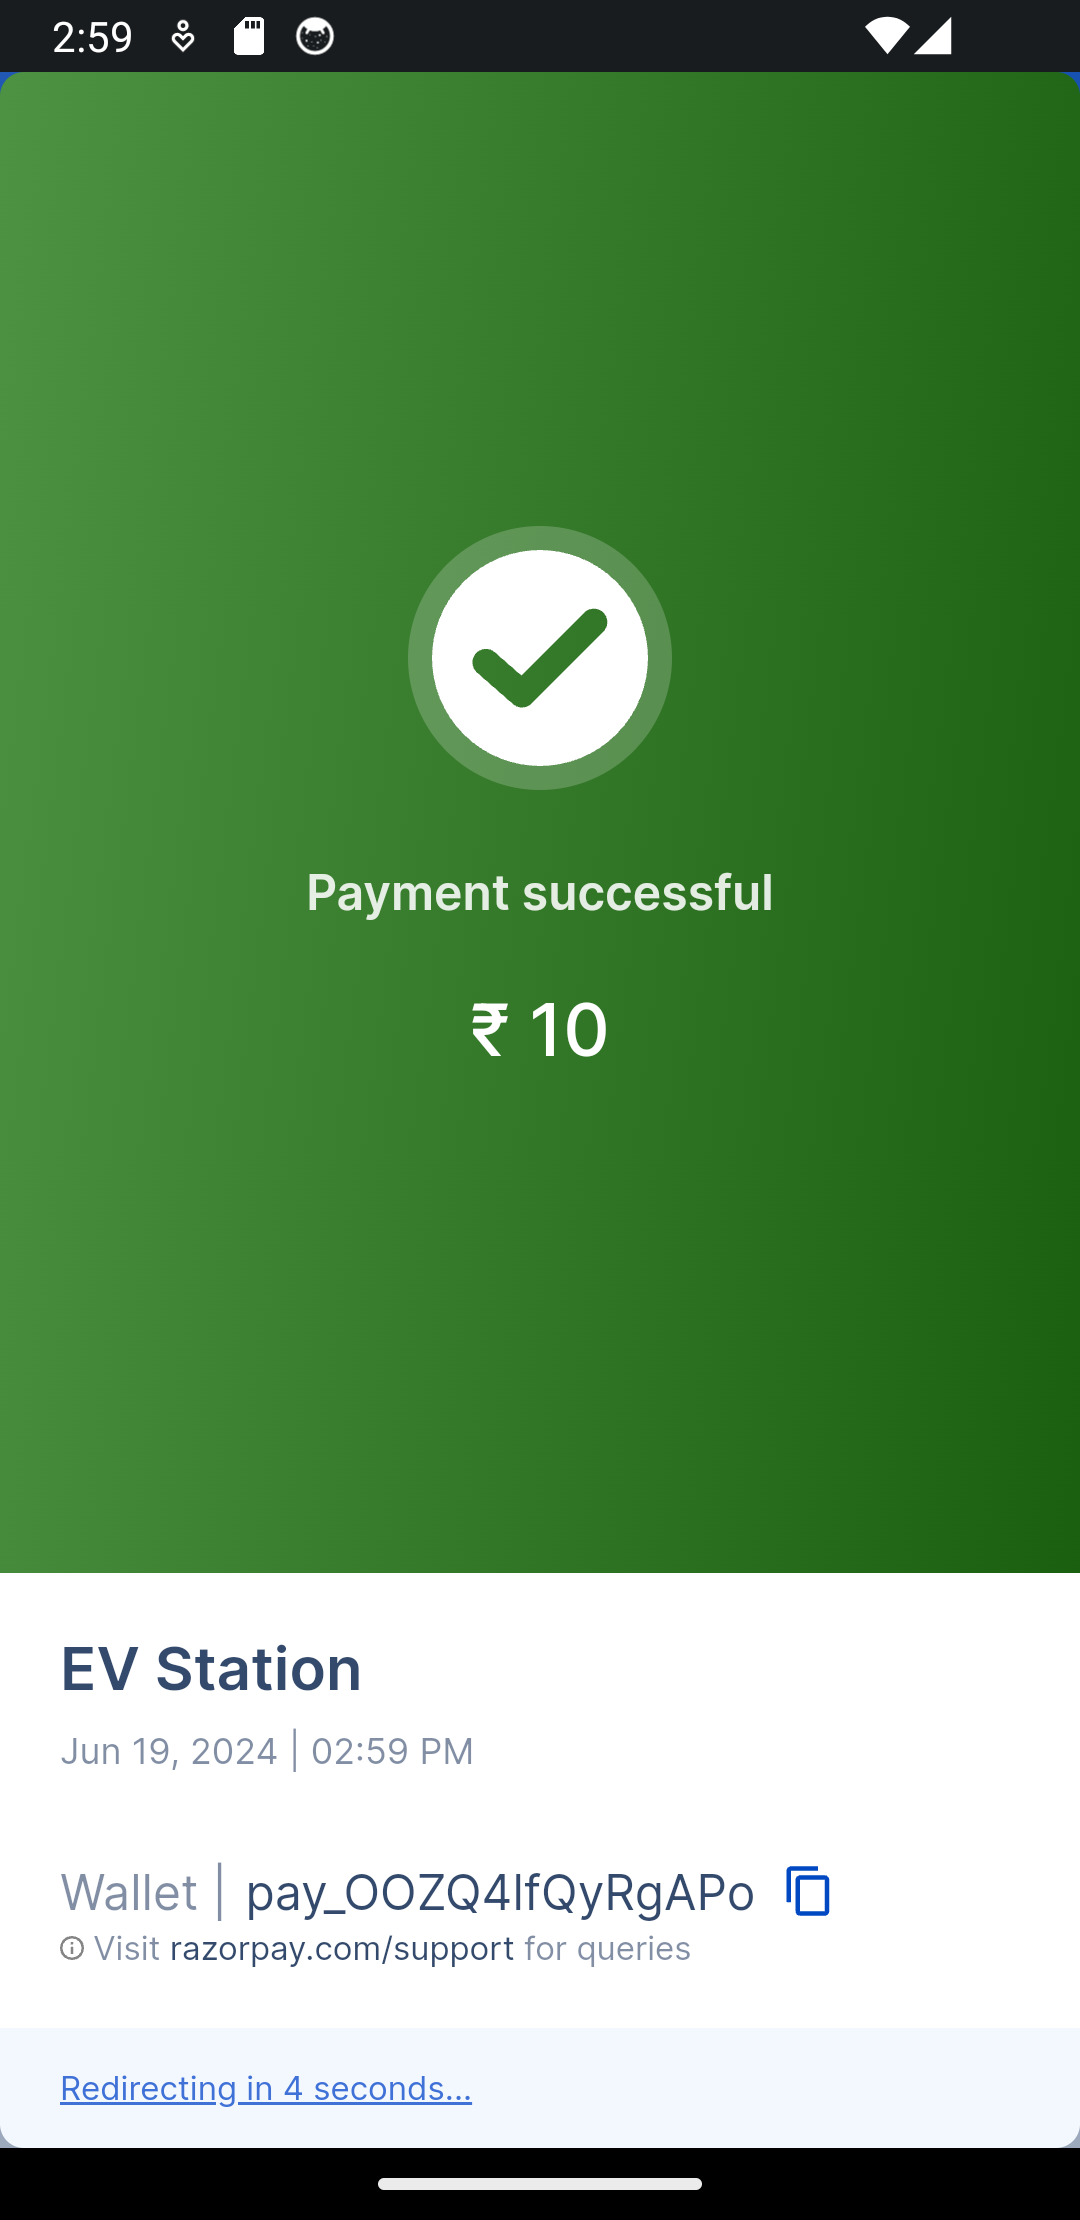 2:59
Payment successful
₹ 10
EV Station
Jun 19, 2024 | 02:59 PM
Wallet | pay_OOZQ4lfQyRgAPo
Visit razorpay.com/support for queries
Redirecting in 4 seconds...